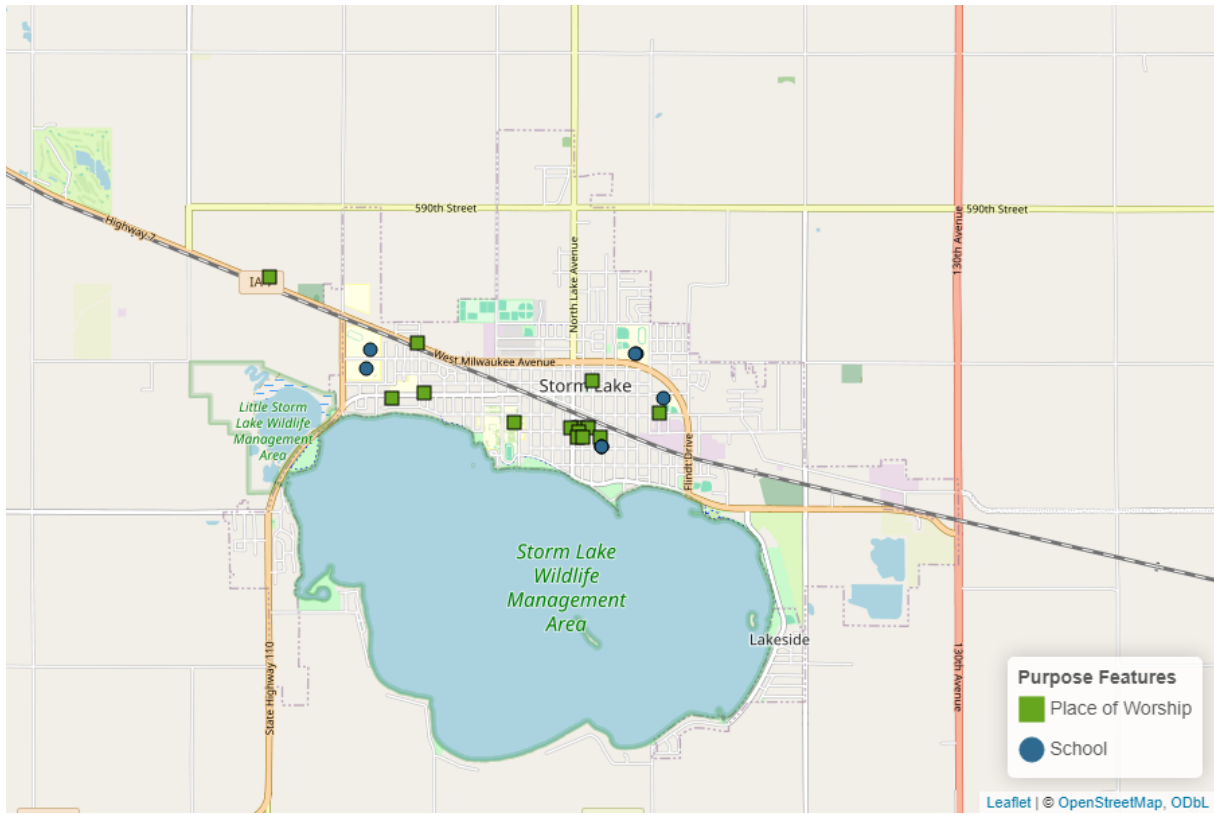 590th Street
590th Street
130th Avenue
Highway 7
North Lake Avenue
West Milwaukee Avenue
Storm Lake
Little Storm
Lake Wildlife
Management
Area
Flindt Drive
Storm Lake
Wildlife
Management
Area
Lakeside
State Highway 110
130th Avenue
Purpose Features
Place of Worship
School
Leaflet | © OpenStreetMap, ODbL